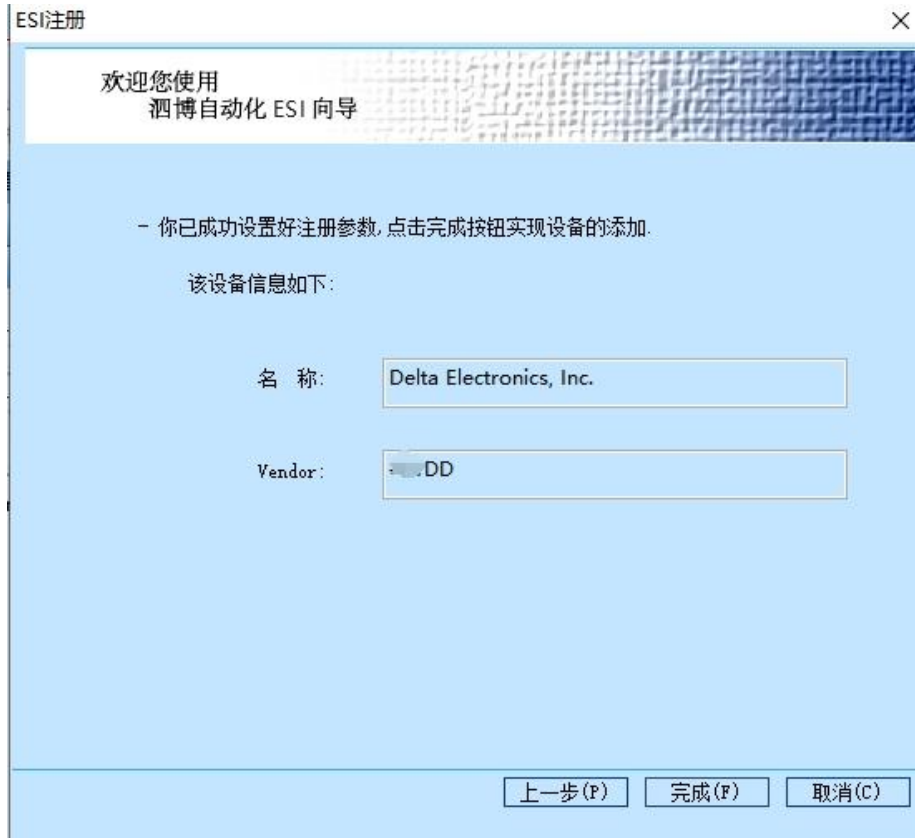 ESI注册
欢迎您使用
泗博自动化 ESI 向导
- 你已成功设置好注册参数,点击完成按钮实现设备的添加.
该设备信息如下:
名 称: Delta Electronics, Inc.
Vendor: DD
上一步(P) 完成(F) 取消(C)